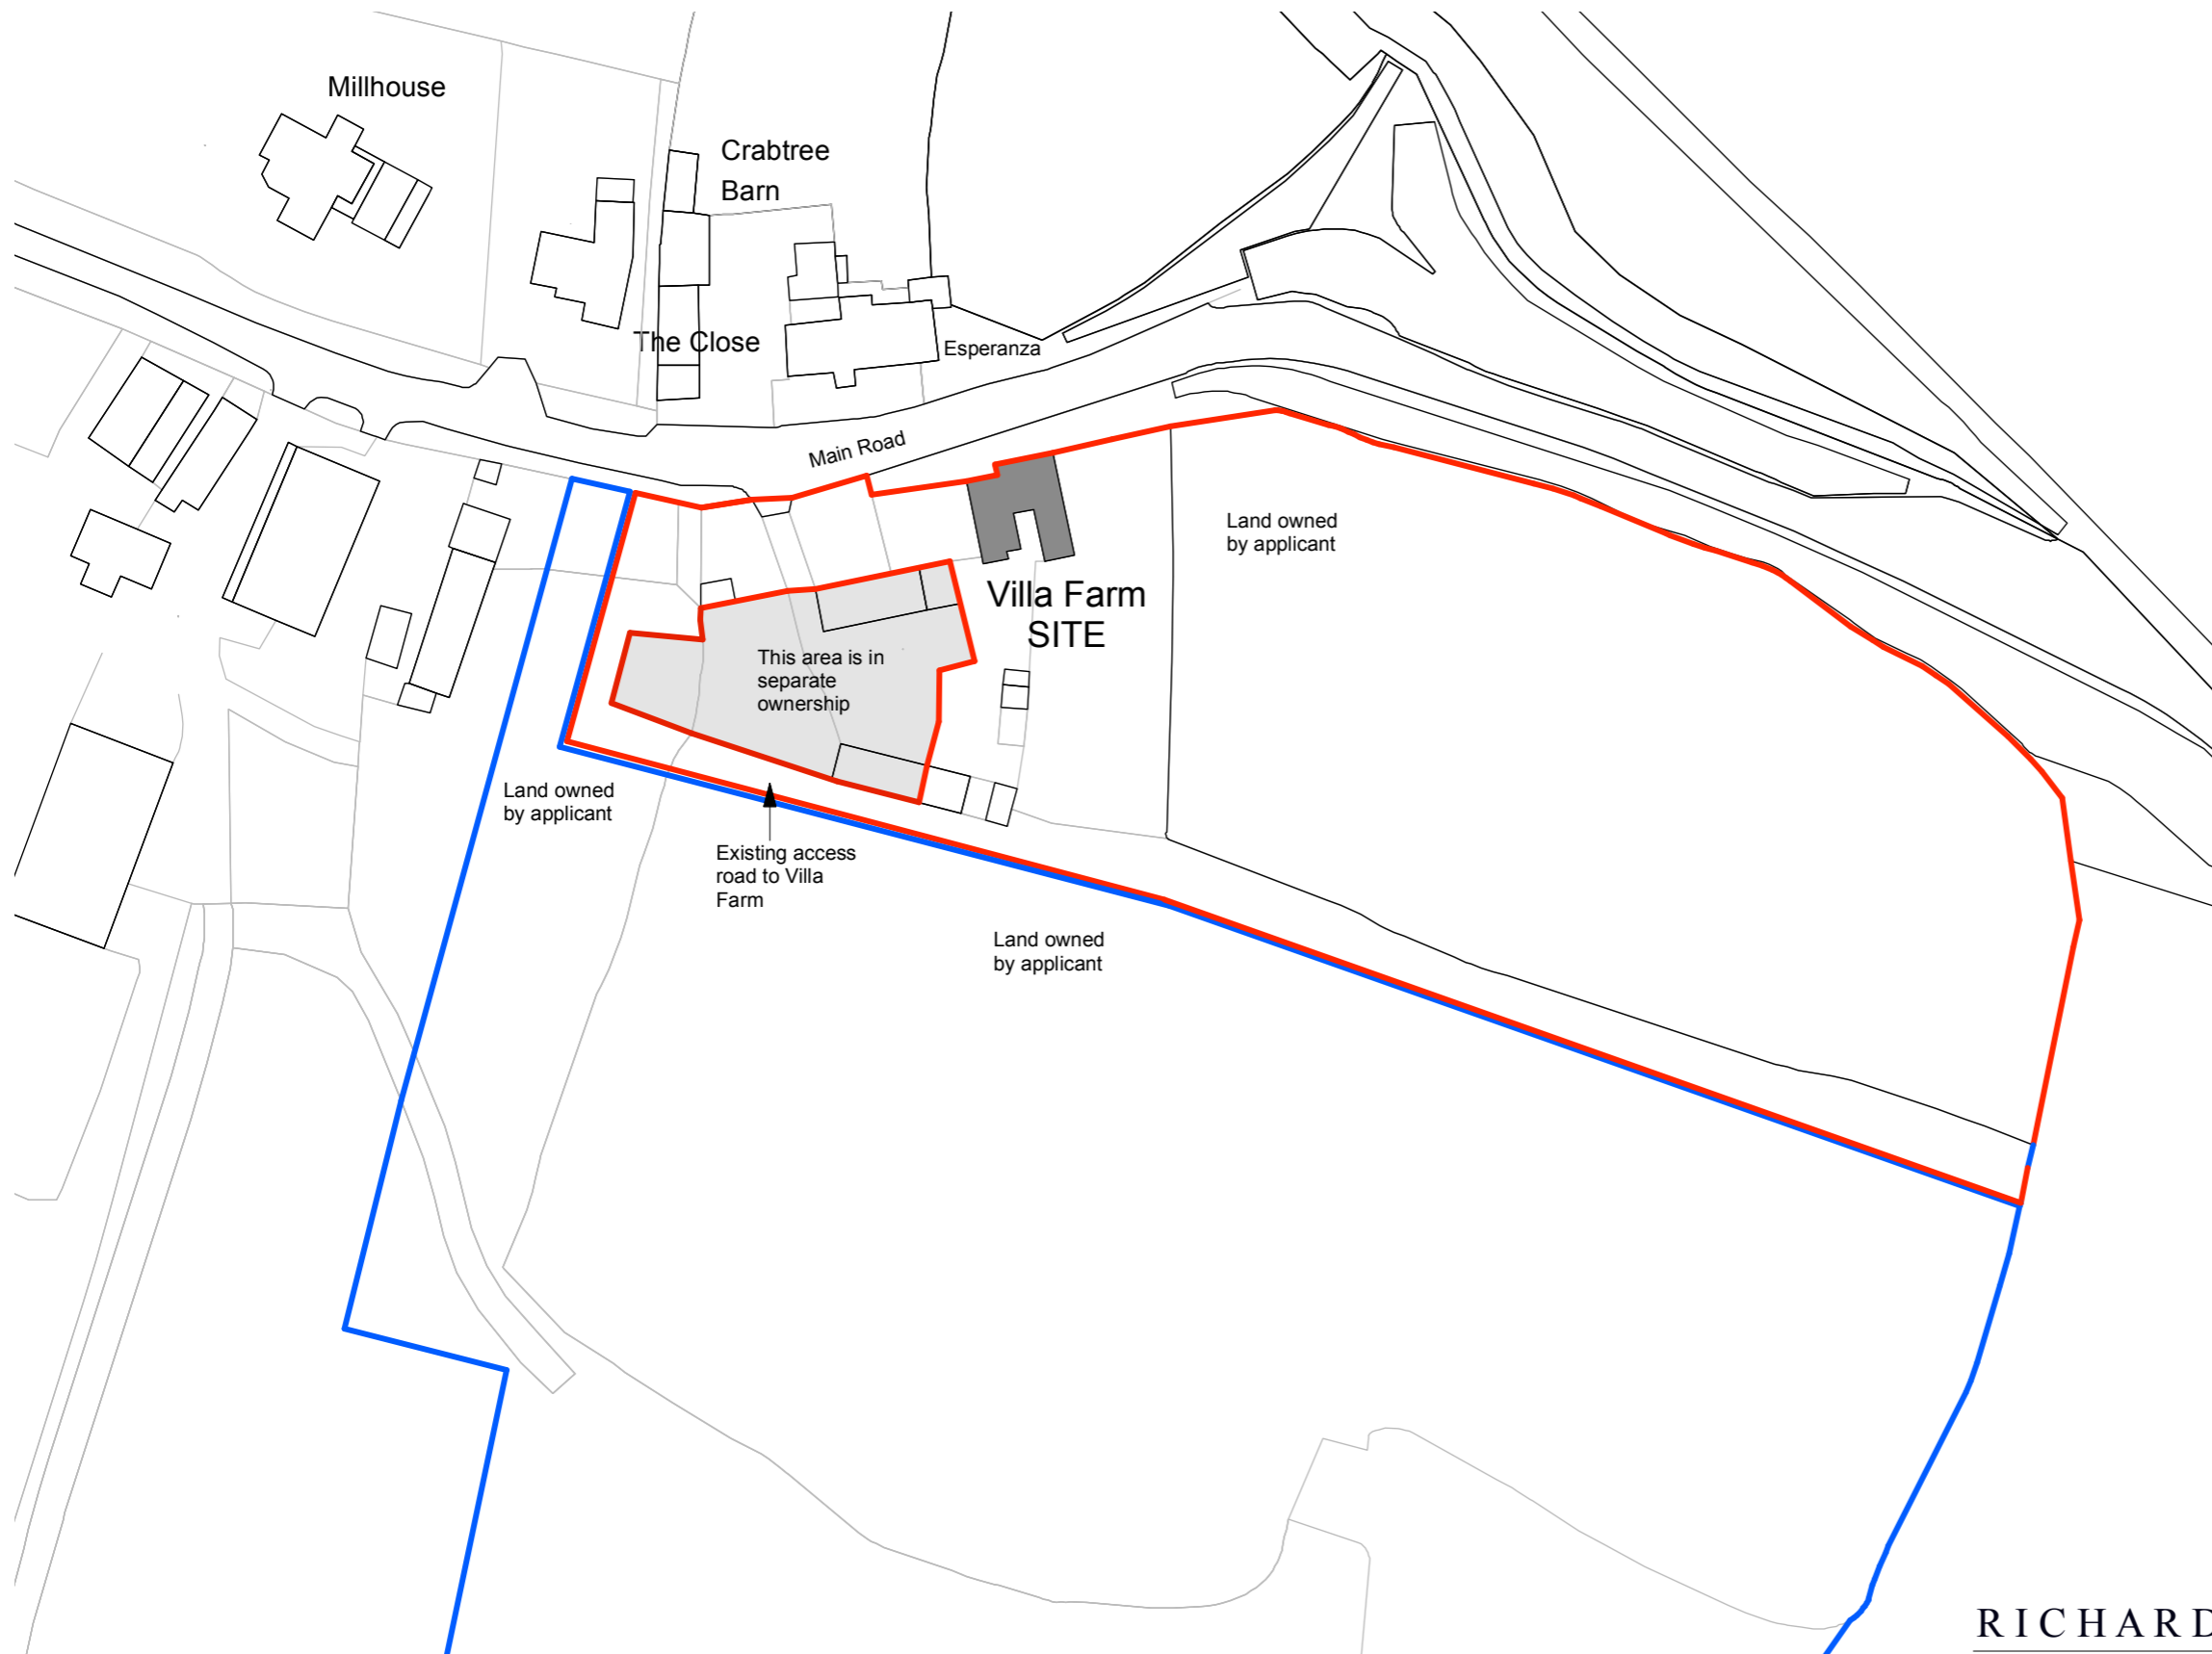 Millhouse
Crabtree
Barn
The Close
Esperanza
Main Road
Land owned
by applicant
Villa Farm
SITE
This area is in
separate
ownership
Land owned
by applicant
Existing access
road to Villa
Farm
Land owned
by applicant
RICHARD